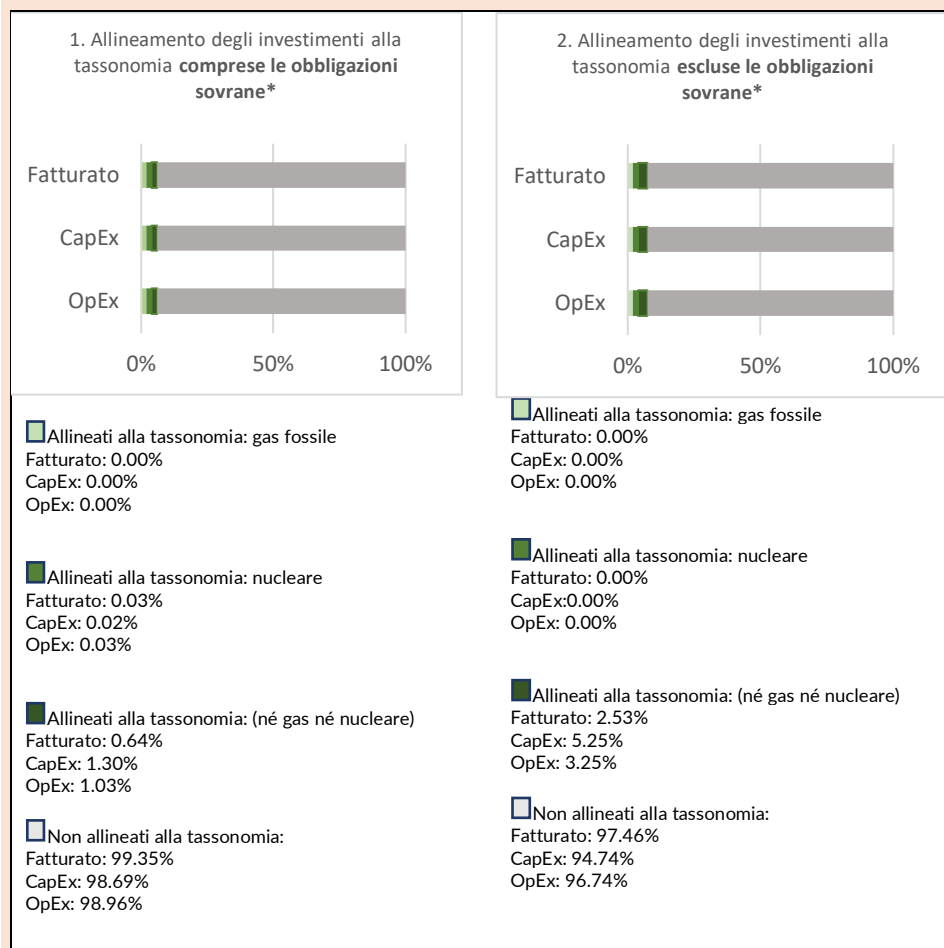 1. Allineamento degli investimenti alla
tassonomia comprese le obbligazioni
sovrane*
Fatturato
CapEx
OpEx
0%
50%
100%
Allineati alla tassonomia: gas fossile
Fatturato: 0.00%
CapEx: 0.00%
OpEx: 0.00%
Allineati alla tassonomia: nucleare
Fatturato: 0.03%
CapEx: 0.02%
OpEx: 0.03%
Allineati alla tassonomia: (né gas né nucleare)
Fatturato: 0.64%
CapEx: 1.30%
OpEx: 1.03%
Non allineati alla tassonomia:
Fatturato: 99.35%
CapEx: 98.69%
OpEx: 98.96%
2. Allineamento degli investimenti alla
tassonomia escluse le obbligazioni
sovrane*
Fatturato
CapEx
OpEx
0%
50%
100%
Allineati alla tassonomia: gas fossile
Fatturato: 0.00%
CapEx: 0.00%
OpEx: 0.00%
Allineati alla tassonomia: nucleare
Fatturato: 0.00%
CapEx:0.00%
OpEx: 0.00%
Allineati alla tassonomia: (né gas né nucleare)
Fatturato: 2.53%
CapEx: 5.25%
OpEx: 3.25%
Non allineati alla tassonomia:
Fatturato: 97.46%
CapEx: 94.74%
OpEx: 96.74%